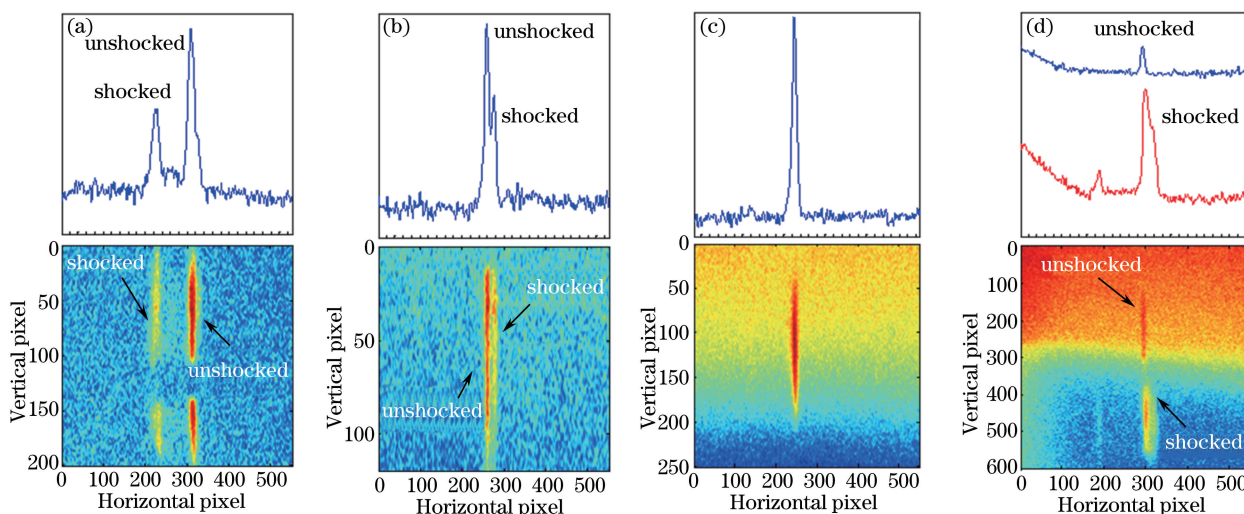 (a)
unshocked
shocked
(b)
unshocked
shocked
(c)
(d)
unshocked
shocked
0
50
100
150
200
Vertical pixel
shocked
unshocked
0 100 200 300 400 500
Horizontal pixel
0
50
100
Vertical pixel
shocked
unshocked
0 100 200 300 400 500
Horizontal pixel
0
50
100
150
200
250
Vertical pixel
0 100 200 300 400 500
Horizontal pixel
0
100
200
300
400
500
600
Vertical pixel
unshocked
shocked
0 100 200 300 400 500
Horizontal pixel